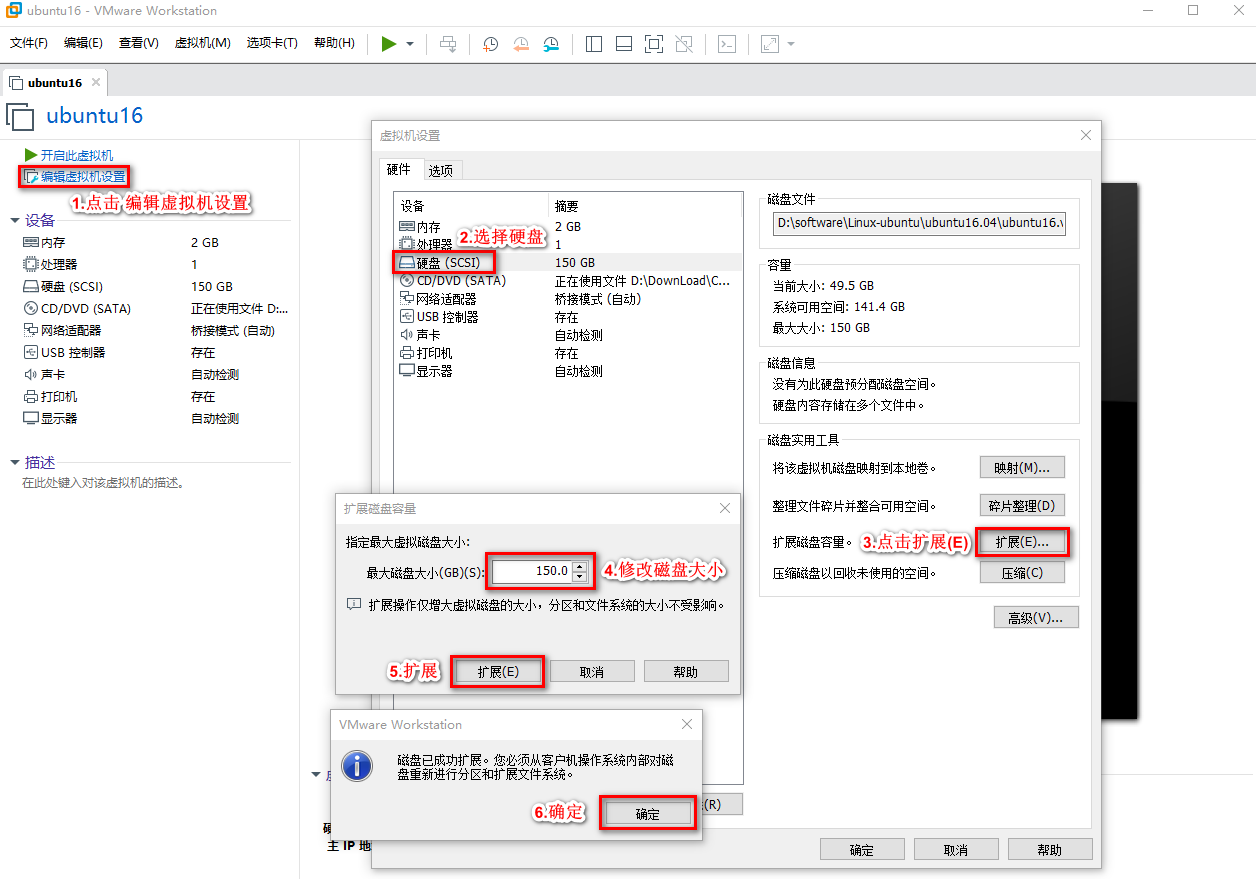 ubuntu16 - VMware Workstation
文件(F) 编辑(E) 查看(V) 虚拟机(M) 选项卡(T) 帮助(H)
ubuntu16
ubuntu16
开启此虚拟机
编辑虚拟机设置
1.点击 编辑虚拟机设置
设备
内存 2 GB
处理器 1
硬盘 (SCSI) 150 GB
CD/DVD (SATA) 正在使用文件 D:...
网络适配器 桥接模式 (自动)
USB 控制器 存在
声卡 自动检测
打印机 存在
显示器 自动检测
描述
在此处键入对该虚拟机的描述。
虚拟机设置
硬件 选项
设备 摘要
内存 2 GB
处理器 1
2.选择硬盘
硬盘 (SCSI) 150 GB
CD/DVD (SATA) 正在使用文件 D:\DownLoad\C...
网络适配器 桥接模式 (自动)
USB 控制器 存在
声卡 自动检测
打印机 存在
显示器 自动检测
磁盘文件
D:\software\Linux-ubuntu\ubuntu16.04\ubuntu16.
容量
当前大小: 49.5 GB
系统可用空间: 141.4 GB
最大大小: 150 GB
磁盘信息
没有为此硬盘预分配磁盘空间。
硬盘内容存储在多个文件中。
磁盘实用工具
将该虚拟机磁盘映射到本地卷。 映射(M)...
整理文件碎片并整合可用空间。 碎片整理(D)
扩展磁盘容量。 3.点击扩展(E) 扩展(E)...
压缩磁盘以回收未使用的空间。 压缩(C)
高级(V)...
扩展磁盘容量
指定最大虚拟磁盘大小:
最大磁盘大小(GB)(S): 150.0 4.修改磁盘大小
扩展操作仅增大虚拟磁盘的大小，分区和文件系统的大小不受影响。
5.扩展 扩展(E) 取消 帮助
VMware Workstation
磁盘已成功扩展。您必须从客户机操作系统内部对磁
盘重新进行分区和扩展文件系统。
6.确定 确定
(R)
主 IP 地
确定 取消 帮助